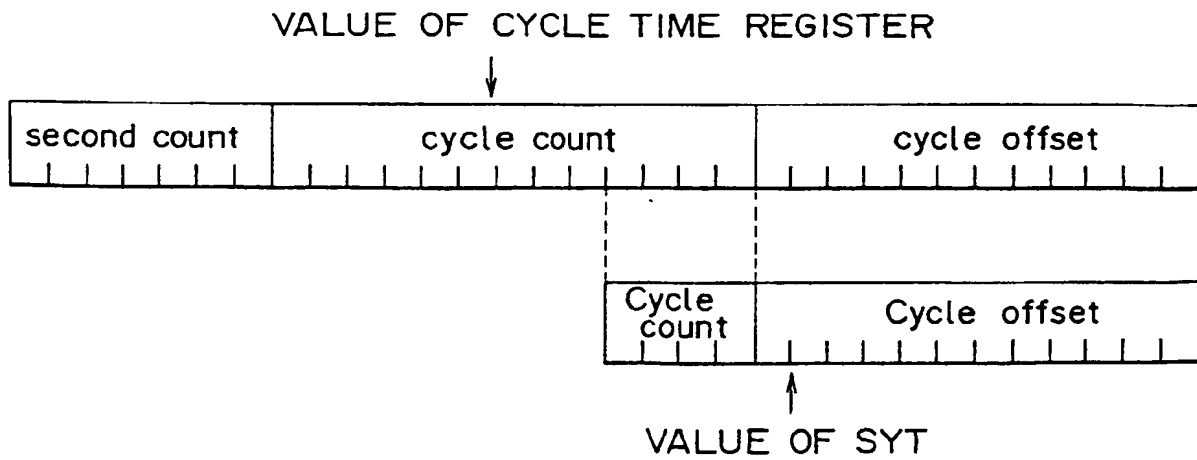 VALUE OF CYCLE TIME REGISTER
second count
cycle count
cycle offset
Cycle
count
Cycle offset
VALUE OF SYT